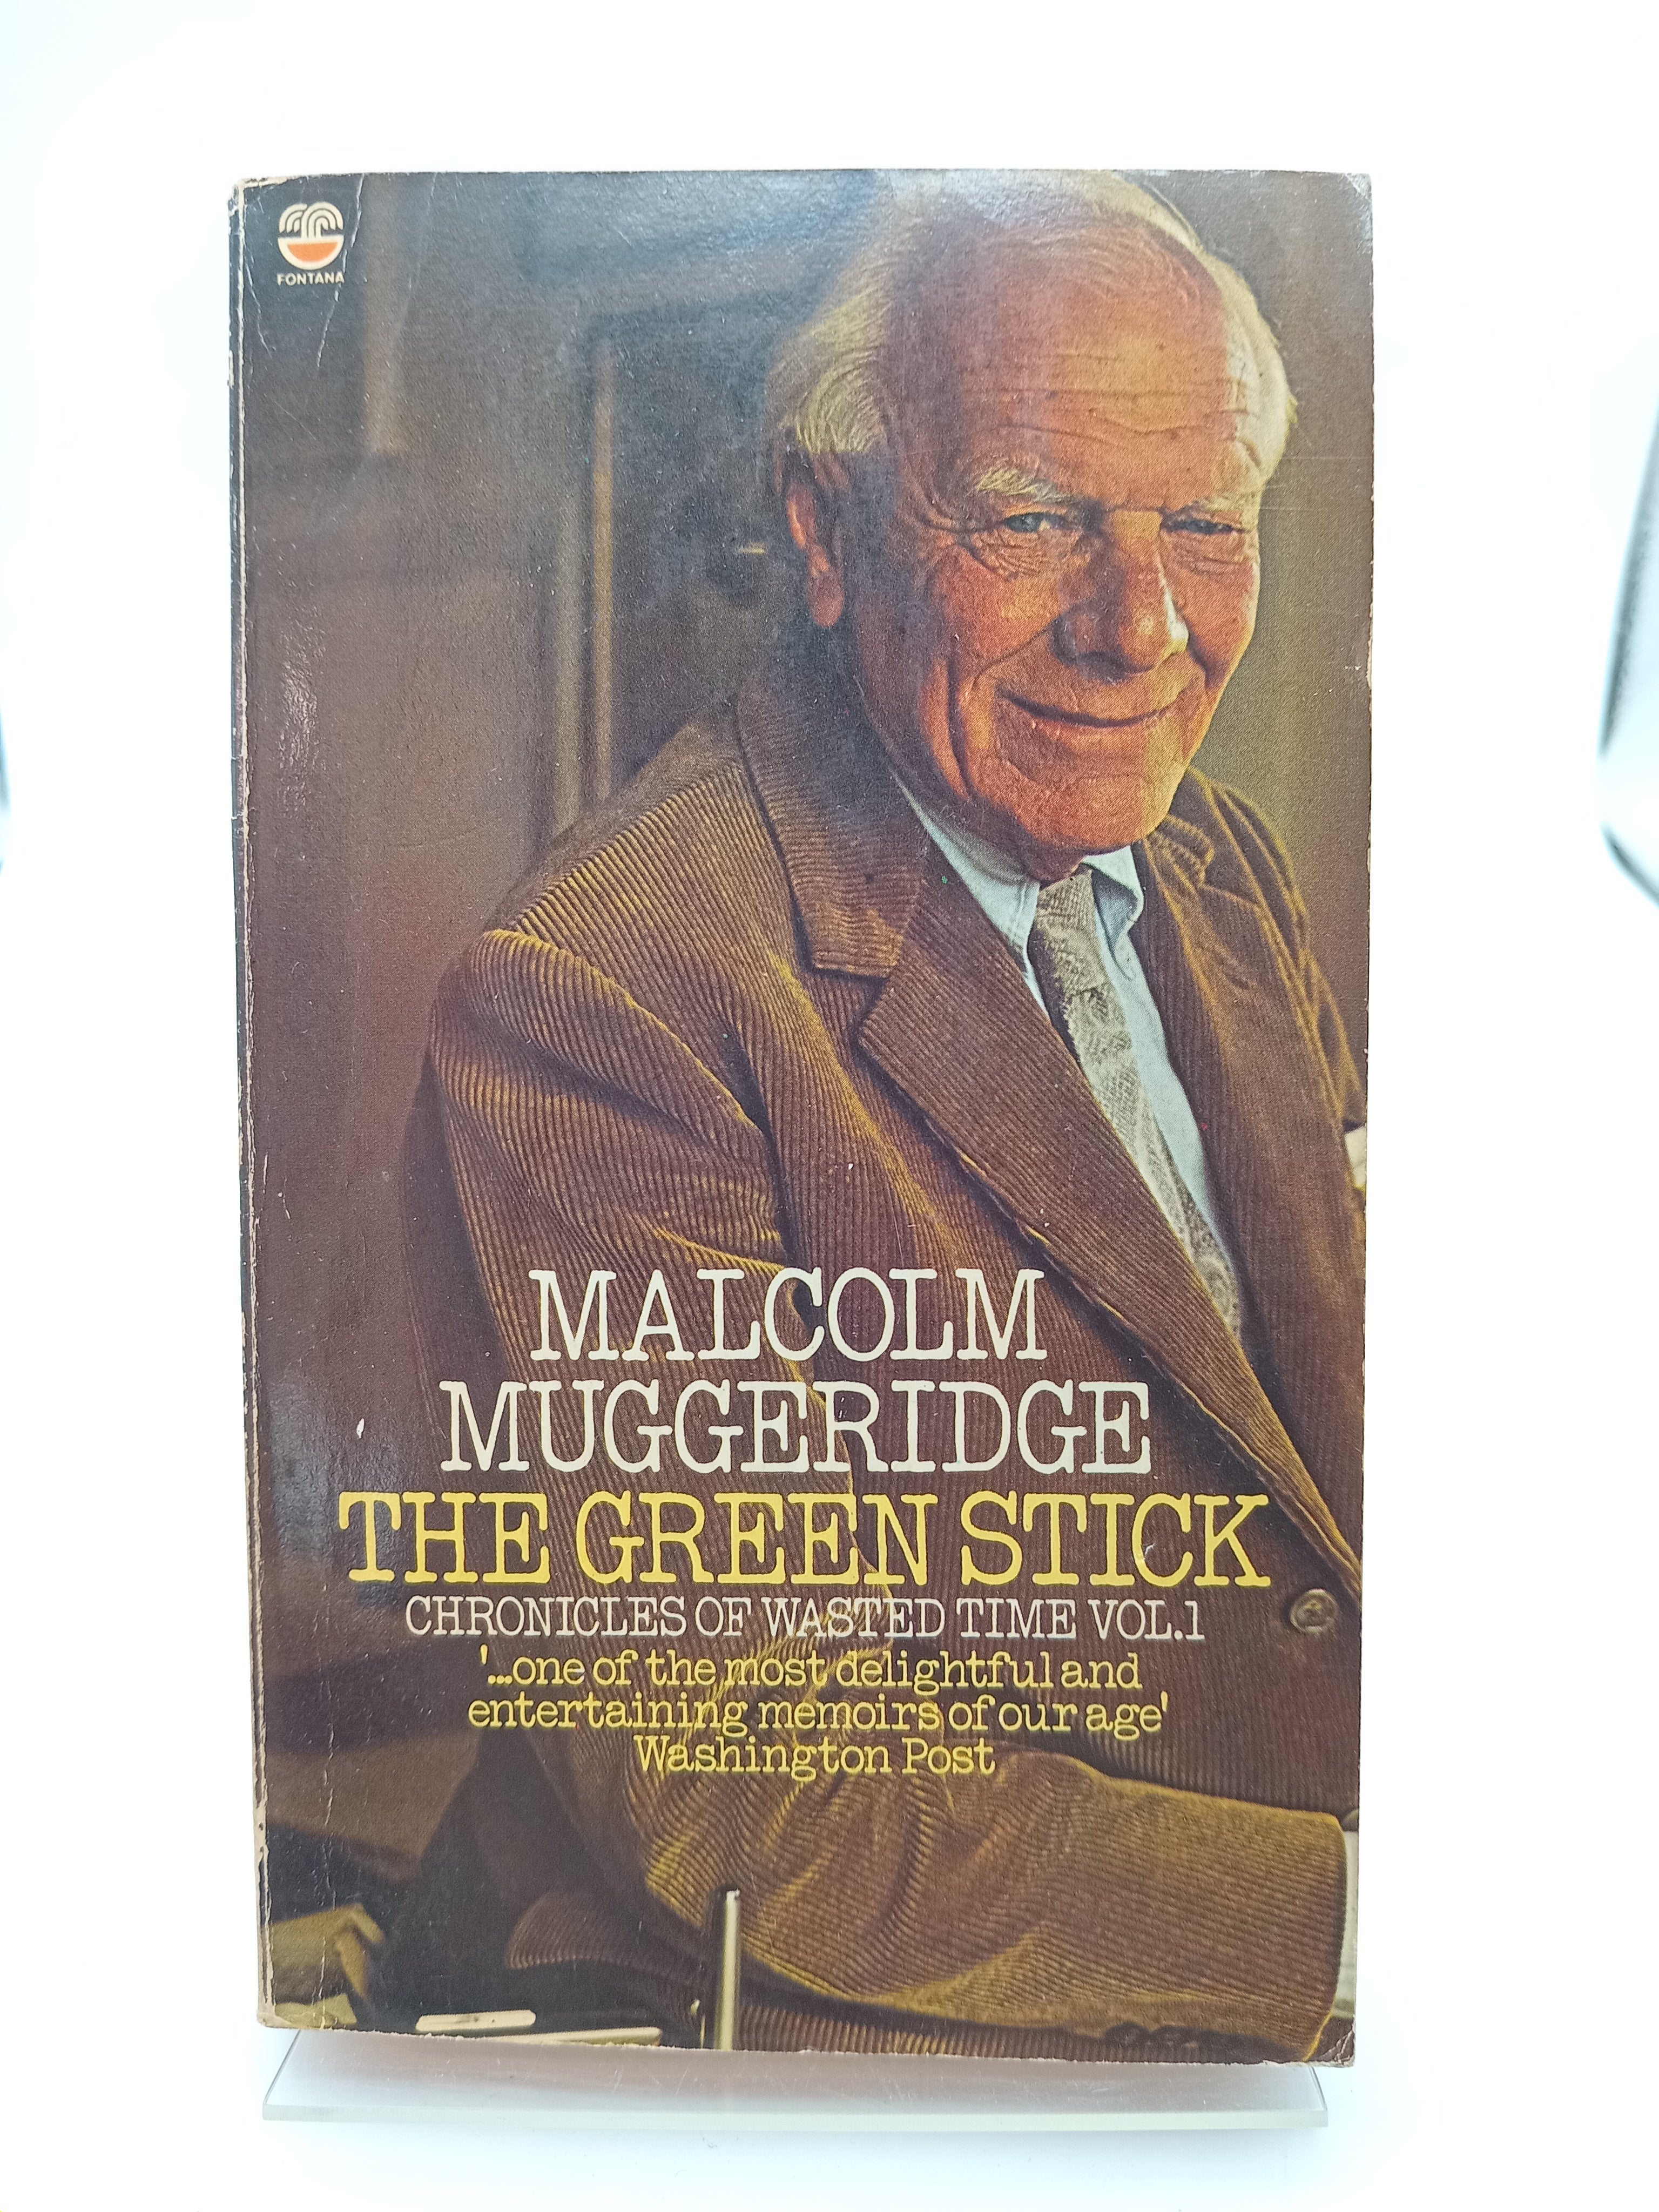 FONTANA
MALCOLM
MUGGERIDGE
THE GREEN STICK
CHRONICLES OF WASTED TIME VOL.1
'...one of the most delightful and
entertaining memoirs of our age'
Washington Post